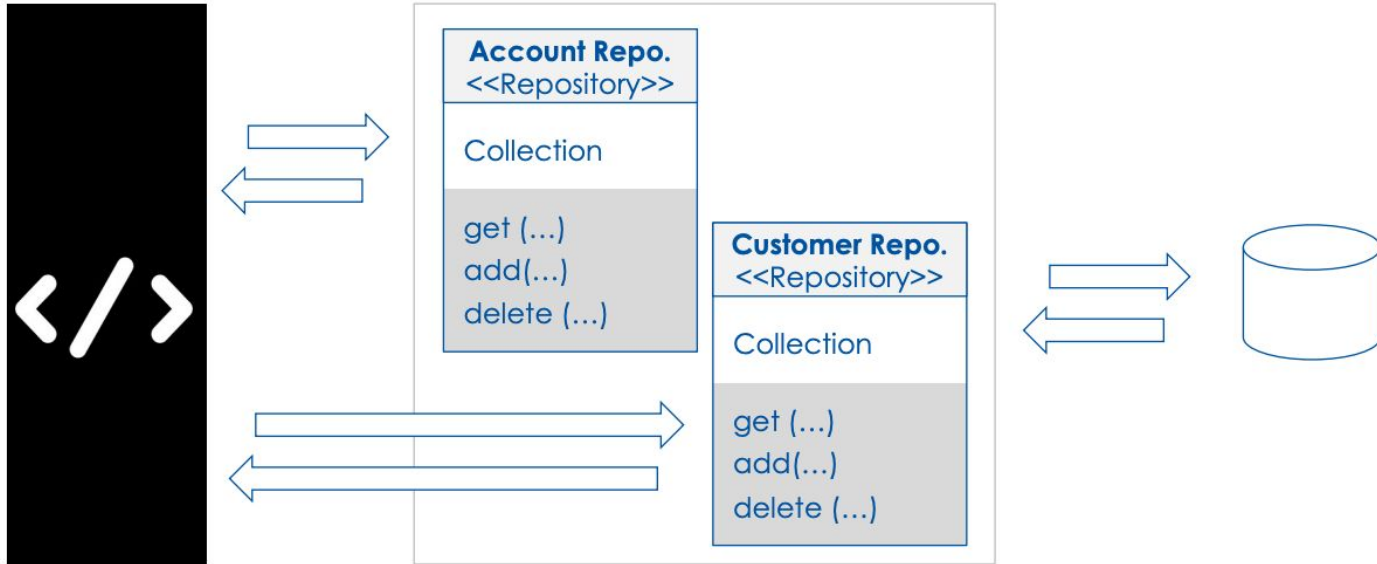 Account Repo.
<<Repository>>
Collection
get (...)
add(...)
delete (...)
Customer Repo.
<<Repository>>
Collection
get (...)
add(...)
delete (...)